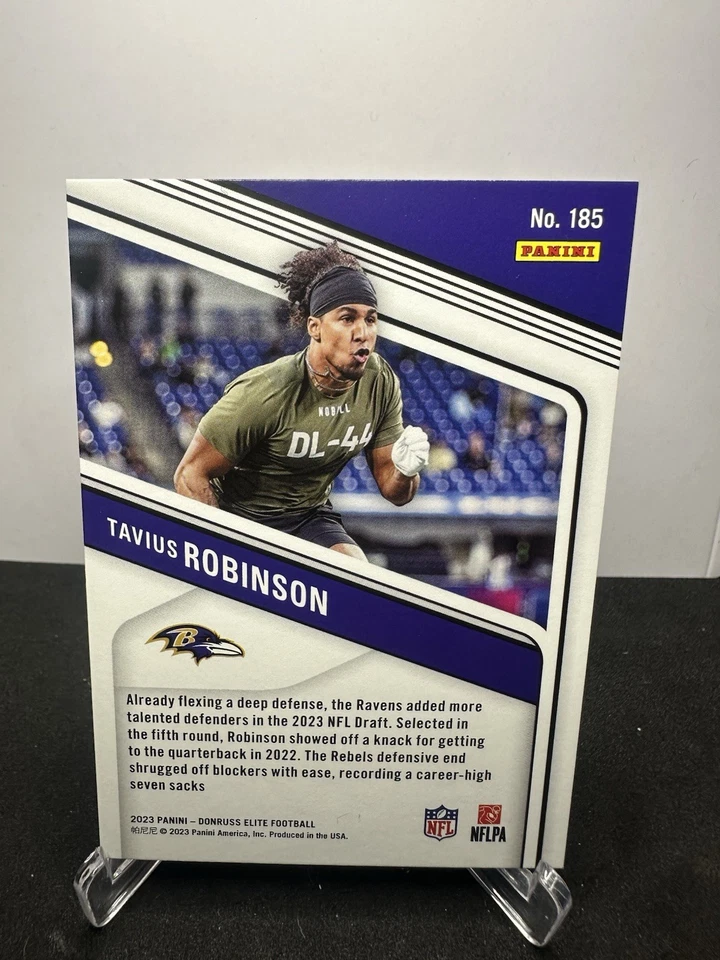 No. 185
PANINI
NOBULL
DL-44
TAVIUS ROBINSON
B
Already flexing a deep defense, the Ravens added more
talented defenders in the 2023 NFL Draft. Selected in
the fifth round, Robinson showed off a knack for getting
to the quarterback in 2022. The Rebels defensive end
shrugged off blockers with ease, recording a career-high
seven sacks
2023 PANINI – DONRUSS ELITE FOOTBALL
帕尼尼 © 2023 Panini America, Inc. Produced in the USA.
NFL
NFLPA